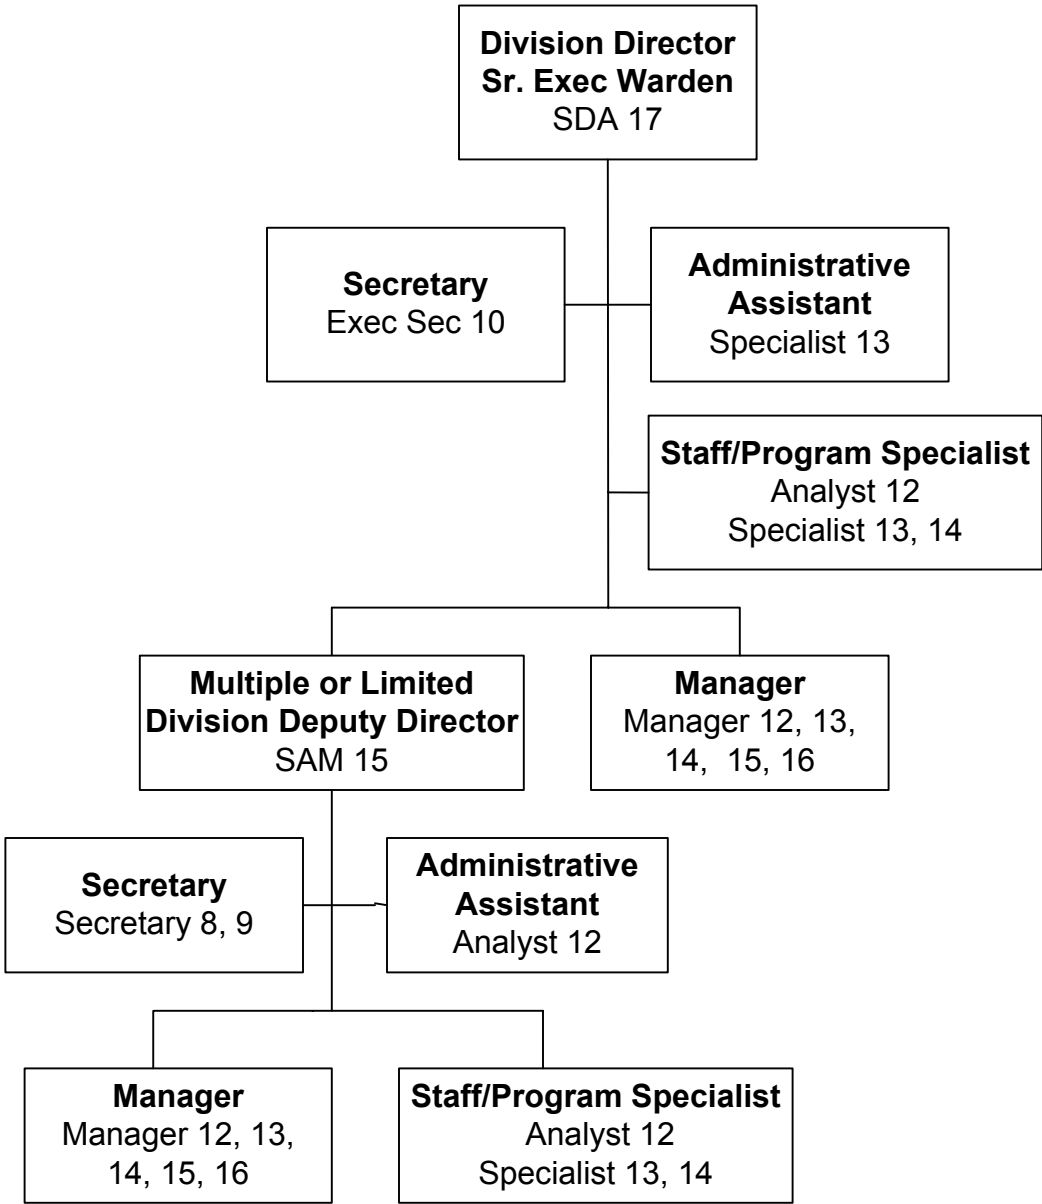 Division Director
Sr. Exec Warden
SDA 17
Secretary
Exec Sec 10
Administrative
Assistant
Specialist 13
Staff/Program Specialist
Analyst 12
Specialist 13, 14
Multiple or Limited
Division Deputy Director
SAM 15
Manager
Manager 12, 13,
14, 15, 16
Secretary
Secretary 8, 9
Administrative
Assistant
Analyst 12
Manager
Manager 12, 13,
14, 15, 16
Staff/Program Specialist
Analyst 12
Specialist 13, 14